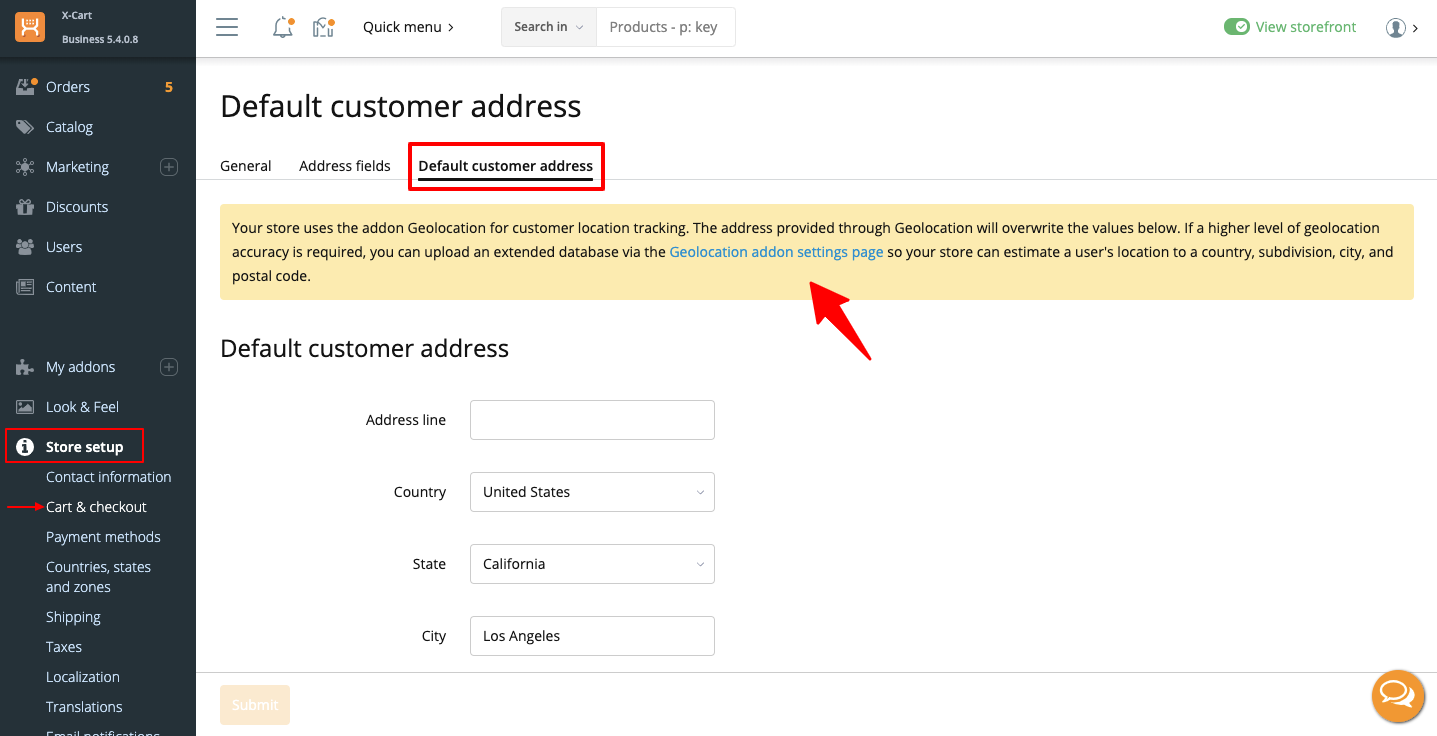 X-Cart
Business 5.4.0.8
Quick menu
Search in
Products - p: key
View storefront
Orders 5
Catalog
Marketing
Discounts
Users
Content
My addons
Look & Feel
Store setup
Contact information
Cart & checkout
Payment methods
Countries, states
and zones
Shipping
Taxes
Localization
Translations
Email notifications
Default customer address
General
Address fields
Default customer address
Your store uses the addon Geolocation for customer location tracking. The address provided through Geolocation will overwrite the values below. If a higher level of geolocation
accuracy is required, you can upload an extended database via the Geolocation addon settings page so your store can estimate a user's location to a country, subdivision, city, and
postal code.
Default customer address
Address line
Country United States
State California
City Los Angeles
Submit